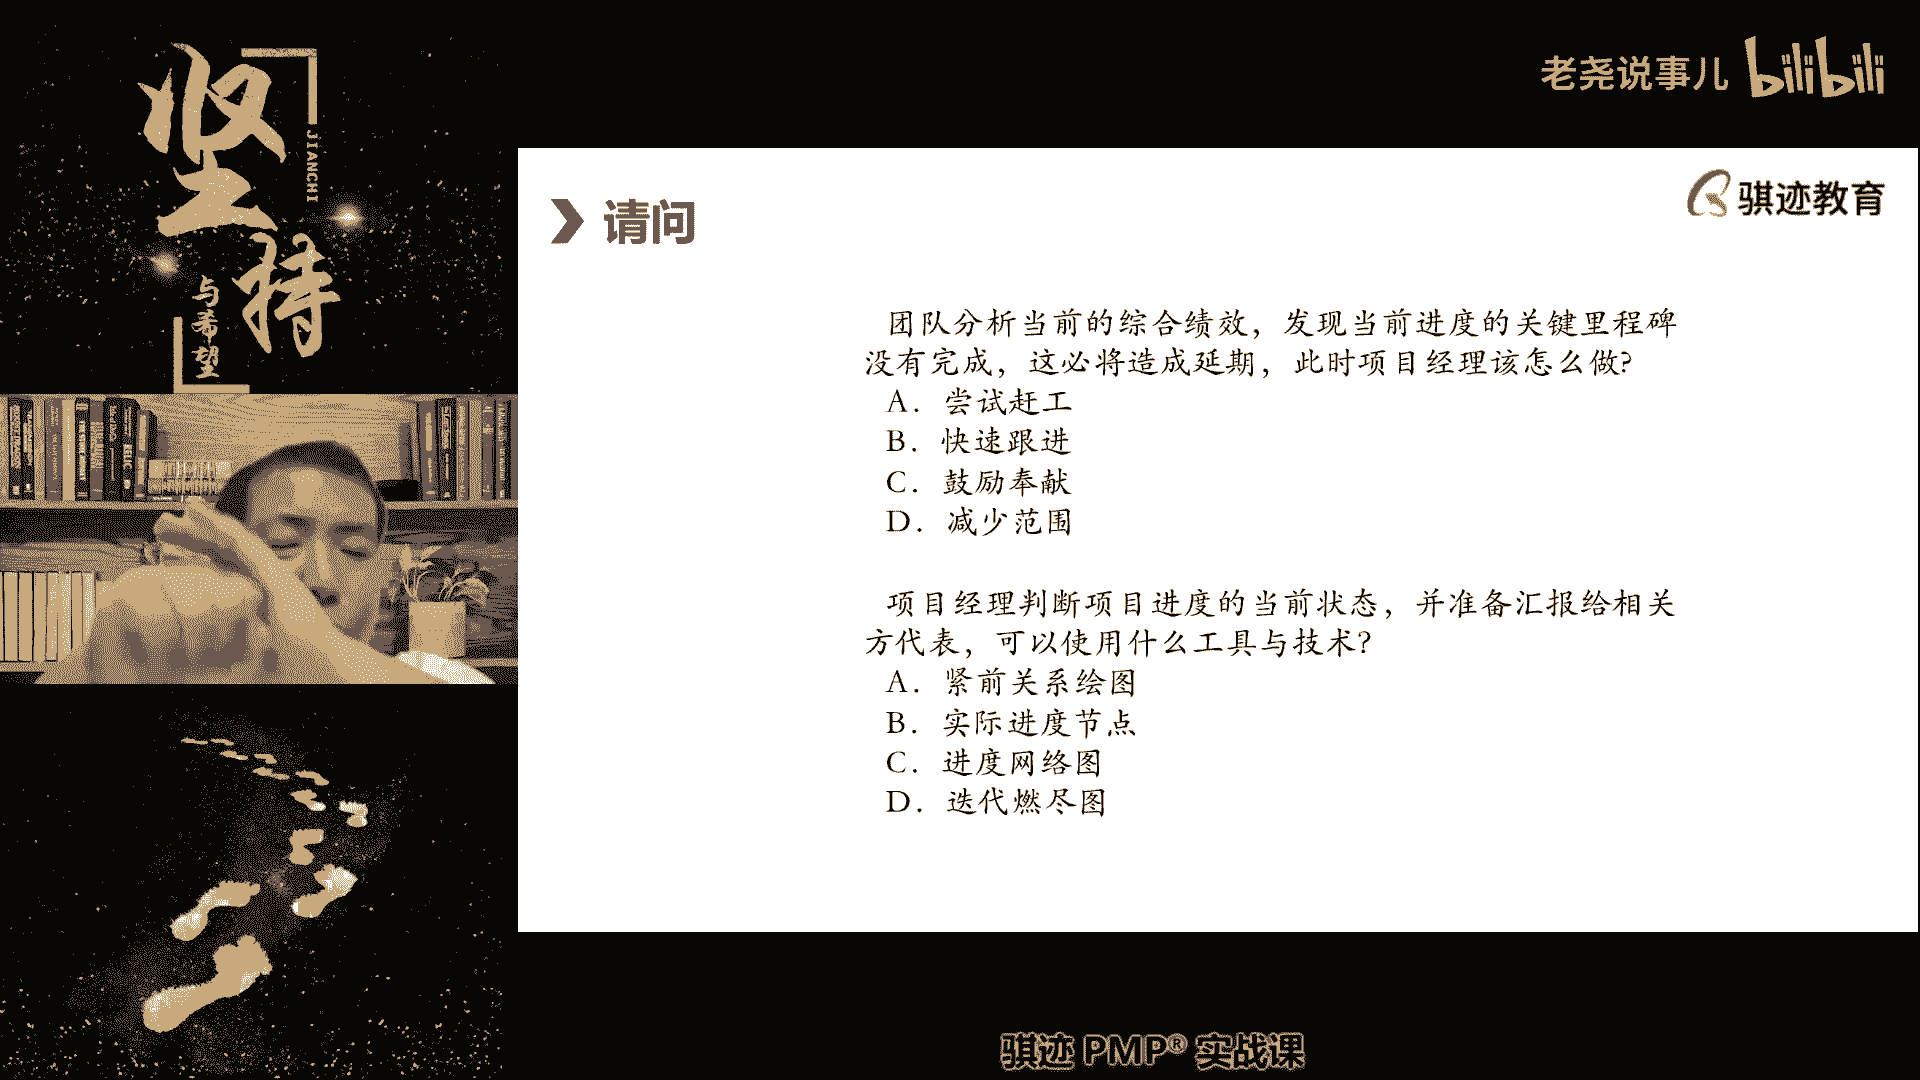 坚持
JIANCHI
与希望
老尧说事儿 bilibili
骐迹教育
请问
团队分析当前的综合绩效，发现当前进度的关键里程碑
没有完成，这必将造成延期，此时项目经理该怎么做?
A. 尝试赶工
B. 快速跟进
C. 鼓励奉献
D. 减少范围
项目经理判断项目进度的当前状态，并准备汇报给相关
方代表，可以使用什么工具与技术?
A. 紧前关系绘图
B. 实际进度节点
C. 进度网络图
D. 迭代燃尽图
骐迹 PMP® 实战课